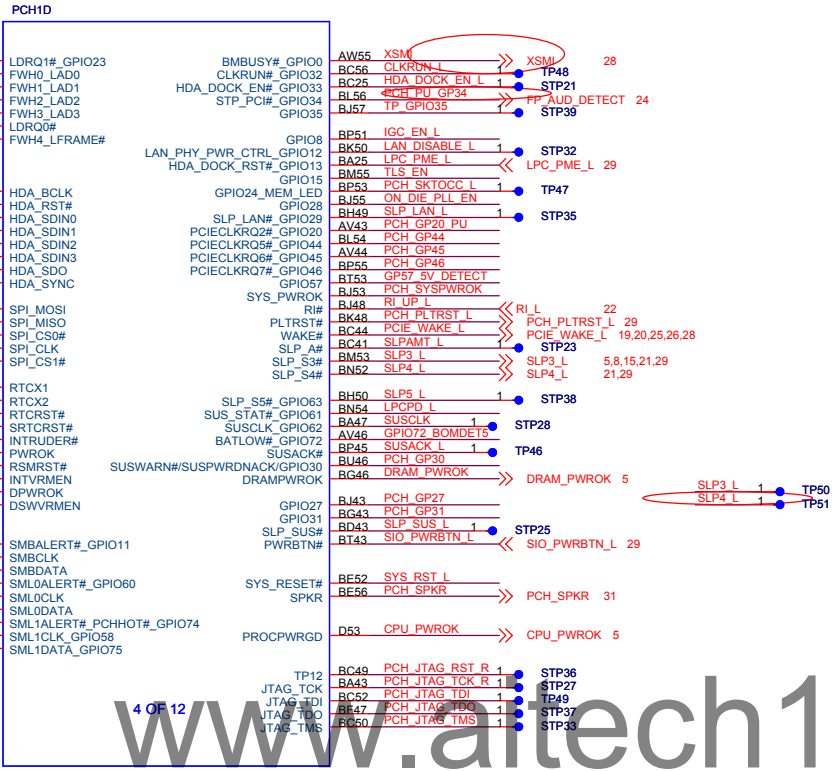 PCH1D
LDRQ1#_GPIO23 BMBUSY#_GPIO0 AW55 XSMI XSMI 28
FWH0_LAD0 CLKRUN#_GPIO32 BC56 CLKRUN_L 1 TP48
FWH1_LAD1 HDA_DOCK_EN#_GPIO33 BC25 HDA_DOCK_EN_L 1 STP21
FWH2_LAD2 STP_PCI#_GPIO34 BL56 PCH_PU_GP34 FP_AUD_DETECT 24
FWH3_LAD3 GPIO35 BJ57 TP_GPIO35 1 STP39
LDRQ0#
FWH4_LFRAME# GPIO8 BP51 IGC_EN_L
LAN_PHY_PWR_CTRL_GPIO12 BK50 LAN_DISABLE_L 1 STP32
HDA_DOCK_RST#_GPIO13 BA25 LPC_PME_L LPC_PME_L 29
GPIO15 BM55 TLS_EN
HDA_BCLK GPIO24_MEM_LED BP53 PCH_SKTOCC_L 1 TP47
HDA_RST# GPIO28 BJ55 ON_DIE_PLL_EN
HDA_SDIN0 SLP_LAN#_GPIO29 BH49 SLP_LAN_L 1 STP35
HDA_SDIN1 PCIECLKRQ2#_GPIO20 AV43 PCH_GP20_PU
HDA_SDIN2 PCIECLKRQ5#_GPIO44 BL54 PCH_GP44
HDA_SDIN3 PCIECLKRQ6#_GPIO45 AV44 PCH_GP45
HDA_SDO PCIECLKRQ7#_GPIO46 BP55 PCH_GP46
HDA_SYNC GPIO57 BT53 GP57_5V_DETECT
SYS_PWROK BJ53 PCH_SYSPWROK
SPI_MOSI RI# BJ48 RI_UP_L RI_L 22
SPI_MISO PLTRST# BK48 PCH_PLTRST_L PCH_PLTRST_L 29
SPI_CS0# WAKE# BC44 PCIE_WAKE_L PCIE_WAKE_L 19,20,25,26,28
SPI_CLK SLP_A# BC41 SLPAMT_L 1 STP23
SPI_CS1# SLP_S3# BM53 SLP3_L SLP3_L 5,8,15,21,29
SLP_S4# BN52 SLP4_L SLP4_L 21,29
RTCX1
RTCX2 SLP_S5#_GPIO63 BH50 SLP5_L 1 STP38
RTCRST# SUS_STAT#_GPIO61 BN54 LPCPD_L
SRTCRST# SUSCLK_GPIO62 BA47 SUSCLK 1 STP28
INTRUDER# BATLOW#_GPIO72 AV46 GPIO72_BOMDET5
PWROK SUSACK# BP45 SUSACK_L 1 TP46
RSMRST# SUSWARN#/SUSPWRDNACK/GPIO30 BU46 PCH_GP30
INTVRMEN DRAMPWROK BG46 DRAM_PWROK DRAM_PWROK 5
DPWROK SLP3_L 1 TP50
DSWVRMEN GPIO27 BJ43 PCH_GP27 SLP4_L 1 TP51
GPIO31 BG43 PCH_GP31
SLP_SUS# BD43 SLP_SUS_L 1 STP25
SMBALERT#_GPIO11 PWRBTN# BT43 SIO_PWRBTN_L SIO_PWRBTN_L 29
SMBCLK
SMBDATA
SML0ALERT#_GPIO60 SYS_RESET# BE52 SYS_RST_L
SML0CLK SPKR BE56 PCH_SPKR PCH_SPKR 31
SML0DATA
SML1ALERT#_PCHHOT#_GPIO74
SML1CLK_GPIO58 PROCPWRGD D53 CPU_PWROK CPU_PWROK 5
SML1DATA_GPIO75
TP12 BC49 PCH_JTAG_RST_R 1 STP36
JTAG_TCK BA43 PCH_JTAG_TCK_R 1 STP27
JTAG_TDI BC52 PCH_JTAG_TDI 1 TP49
4 OF 12 JTAG_TDO BF47 PCH_JTAG_TDO 1 STP37
JTAG_TMS BC50 PCH_JTAG_TMS 1 STP33
www.aitech1